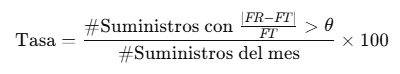 Tasa = #Suministros con |FR−FT| / FT > θ / #Suministros del mes × 100